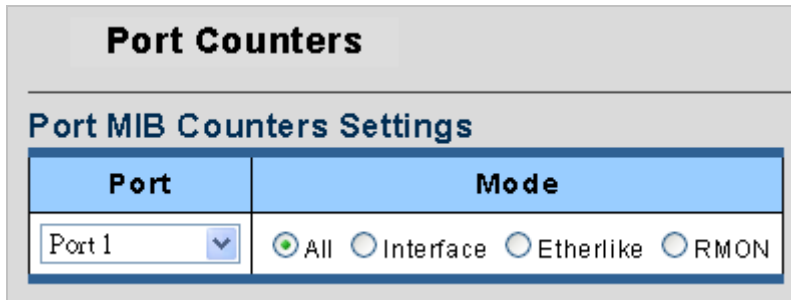 Port Counters
Port MIB Counters Settings
Port Mode
Port 1 All Interface Etherlike RMON